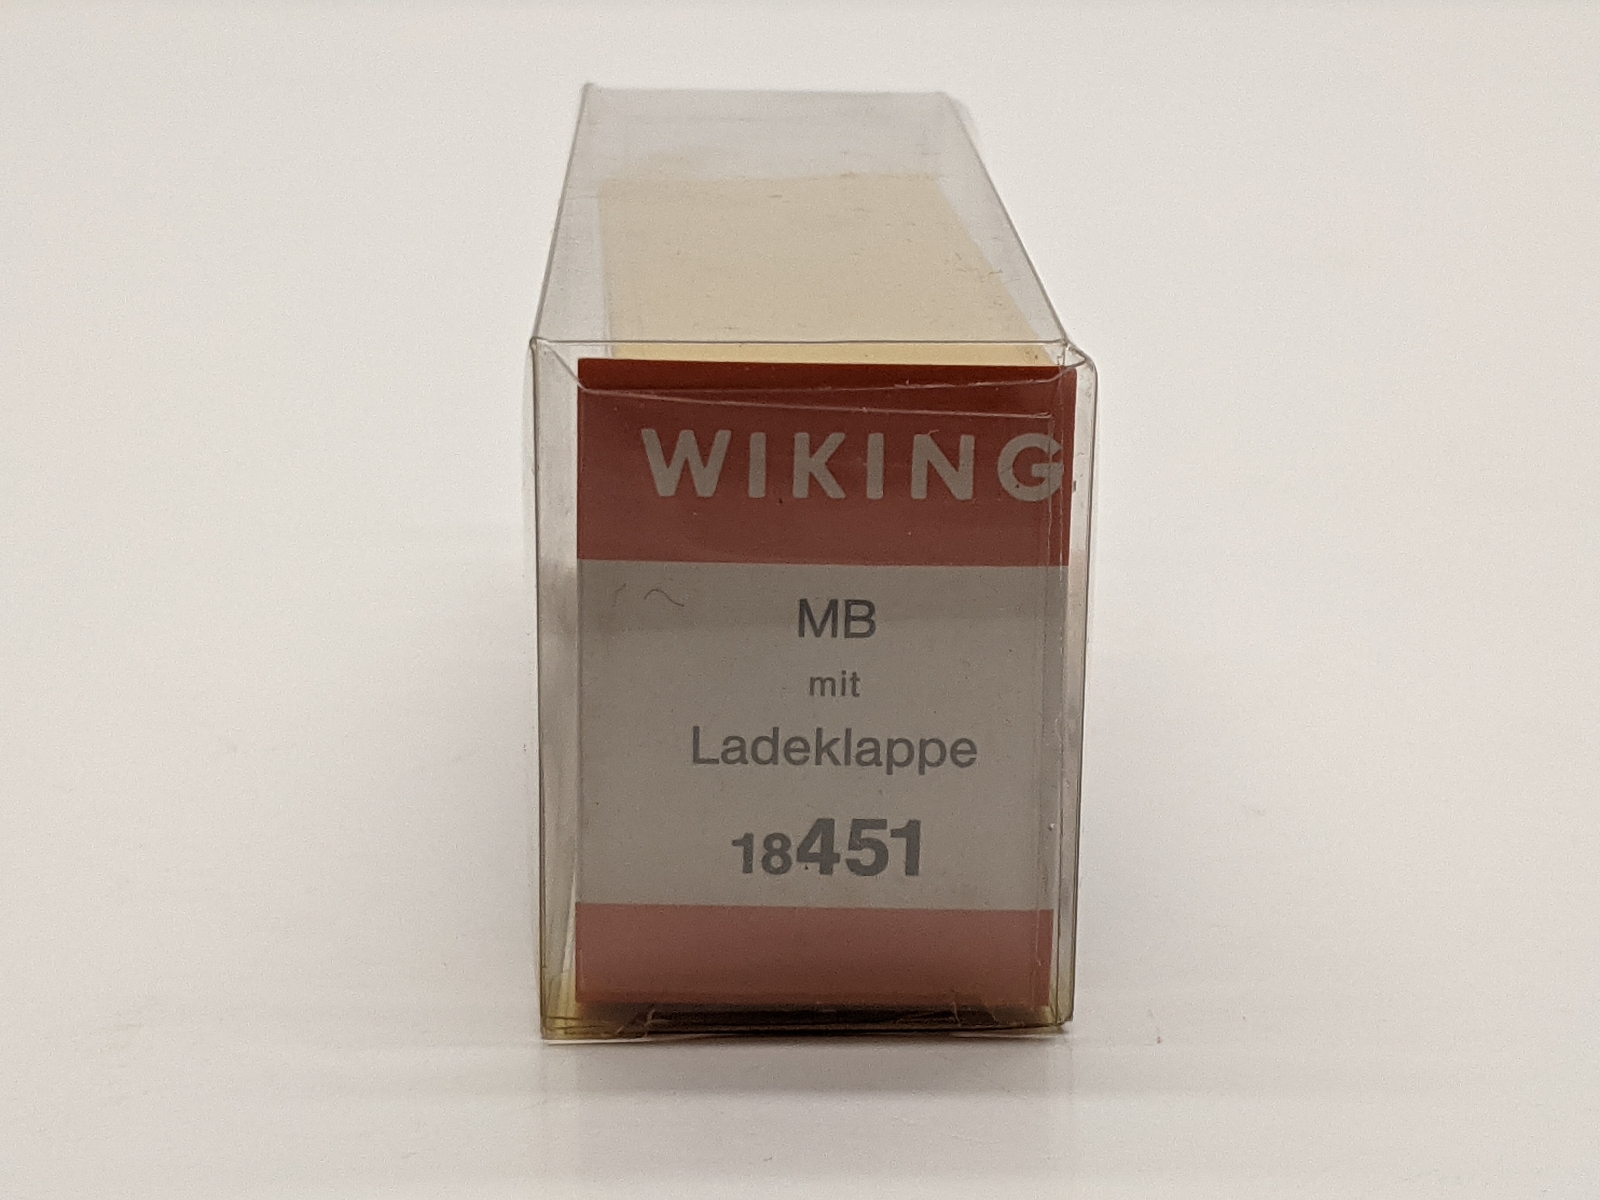 WIKING
MB
mit
Ladeklappe
18451